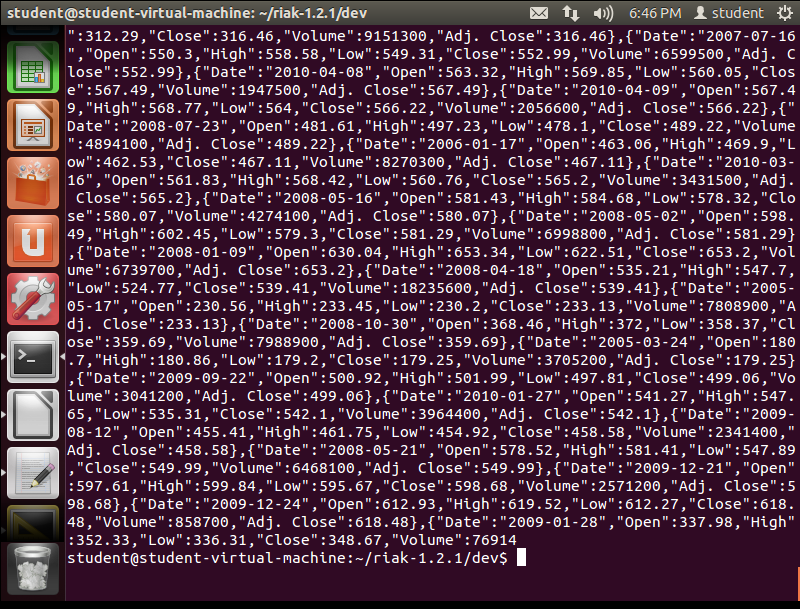 student@student-virtual-machine: ~/riak-1.2.1/dev
6:46 PM
student
":312.29,"Close":316.46,"Volume":9151300,"Adj. Close":316.46},{"Date":"2007-07-16
","Open":550.3,"High":558.58,"Low":549.31,"Close":552.99,"Volume":6599500,"Adj. C
lose":552.99},{"Date":"2010-04-08","Open":563.32,"High":569.85,"Low":560.05,"Clos
e":567.49,"Volume":1947500,"Adj. Close":567.49},{"Date":"2010-04-09","Open":567.4
9,"High":568.77,"Low":564,"Close":566.22,"Volume":2056600,"Adj. Close":566.22},{"
Date":"2008-07-23","Open":481.61,"High":497.23,"Low":478.1,"Close":489.22,"Volume
":4894100,"Adj. Close":489.22},{"Date":"2006-01-17","Open":463.06,"High":469.9,"L
ow":462.53,"Close":467.11,"Volume":8270300,"Adj. Close":467.11},{"Date":"2010-03-
16","Open":561.83,"High":568.42,"Low":560.76,"Close":565.2,"Volume":3431500,"Adj.
 Close":565.2},{"Date":"2008-05-16","Open":581.43,"High":584.68,"Low":578.32,"Clo
se":580.07,"Volume":4274100,"Adj. Close":580.07},{"Date":"2008-05-02","Open":598.
49,"High":602.45,"Low":579.3,"Close":581.29,"Volume":6998800,"Adj. Close":581.29}
,{"Date":"2008-01-09","Open":630.04,"High":653.34,"Low":622.51,"Close":653.2,"Vol
ume":6739700,"Adj. Close":653.2},{"Date":"2008-04-18","Open":535.21,"High":547.7,
"Low":524.77,"Close":539.41,"Volume":18235600,"Adj. Close":539.41},{"Date":"2005-
05-17","Open":230.56,"High":233.45,"Low":230.2,"Close":233.13,"Volume":7808900,"A
dj. Close":233.13},{"Date":"2008-10-30","Open":368.46,"High":372,"Low":358.37,"Cl
ose":359.69,"Volume":7988900,"Adj. Close":359.69},{"Date":"2005-03-24","Open":180
.7,"High":180.86,"Low":179.2,"Close":179.25,"Volume":3705200,"Adj. Close":179.25}
,{"Date":"2009-09-22","Open":500.92,"High":501.99,"Low":497.81,"Close":499.06,"Vo
lume":3041200,"Adj. Close":499.06},{"Date":"2010-01-27","Open":541.27,"High":547.
65,"Low":535.31,"Close":542.1,"Volume":3964400,"Adj. Close":542.1},{"Date":"2009-
08-12","Open":455.41,"High":461.75,"Low":454.92,"Close":458.58,"Volume":2341400,"
Adj. Close":458.58},{"Date":"2008-05-21","Open":578.52,"High":581.41,"Low":547.89
,"Close":549.99,"Volume":6468100,"Adj. Close":549.99},{"Date":"2009-12-21","Open"
:597.61,"High":599.84,"Low":595.67,"Close":598.68,"Volume":2571200,"Adj. Close":5
98.68},{"Date":"2009-12-24","Open":612.93,"High":619.52,"Low":612.27,"Close":618.
48,"Volume":858700,"Adj. Close":618.48},{"Date":"2009-01-28","Open":337.98,"High"
:352.33,"Low":336.31,"Close":348.67,"Volume":76914
student@student-virtual-machine:~/riak-1.2.1/dev$